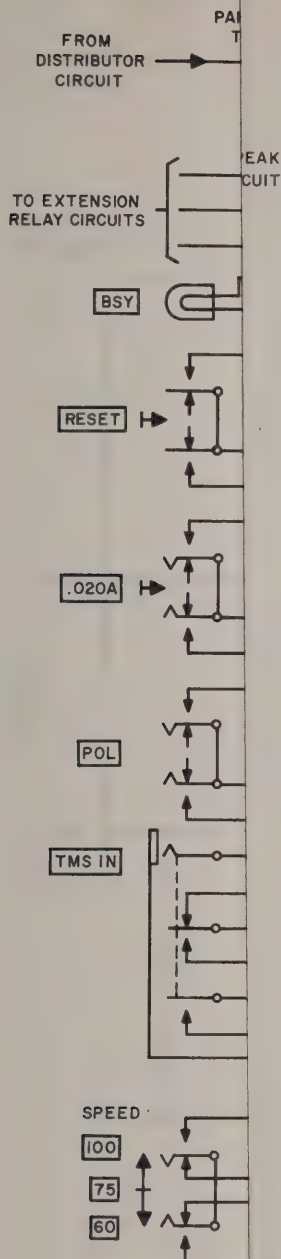 FROM
DISTRIBUTOR
CIRCUIT
TO EXTENSION
RELAY CIRCUITS
BSY
RESET
.020A
POL
TMS IN
SPEED
100
75
60